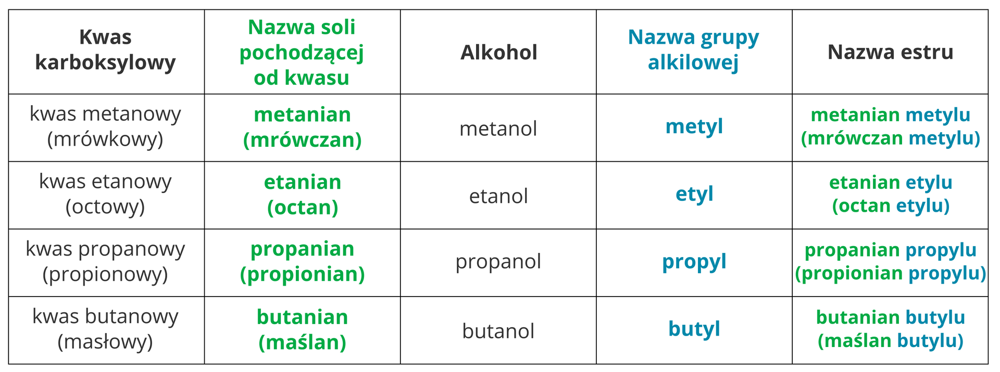 Kwas
karboksylowy
Nazwa soli
pochodzącej
od kwasu
Alkohol
Nazwa grupy
alkilowej
Nazwa estru
kwas metanowy
(mrówkowy)
metanian
(mrówczan)
metanol
metyl
metanian metylu
(mrówczan metylu)
kwas etanowy
(octowy)
etanian
(octan)
etanol
etyl
etanian etylu
(octan etylu)
kwas propanowy
(propionowy)
propanian
(propionian)
propanol
propyl
propanian propylu
(propionian propylu)
kwas butanowy
(masłowy)
butanian
(maślan)
butanol
butyl
butanian butylu
(maślan butylu)